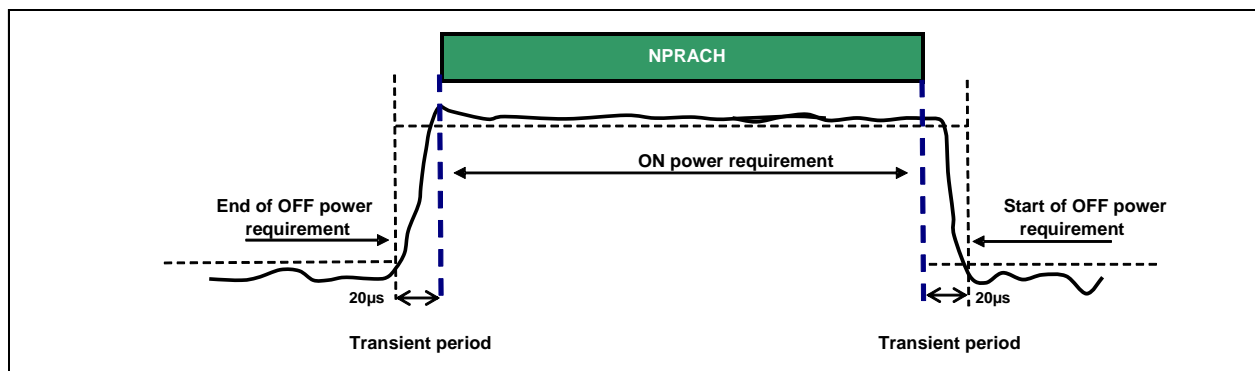 NPRACH
ON power requirement
End of OFF power
requirement
Start of OFF power
requirement
20µs
20µs
Transient period
Transient period